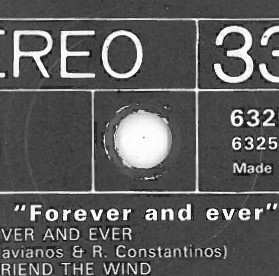 EREO 33
632
6325
Made
"Forever and ever"
VER AND EVER
avianos & R. Constantinos)
RIEND THE WIND